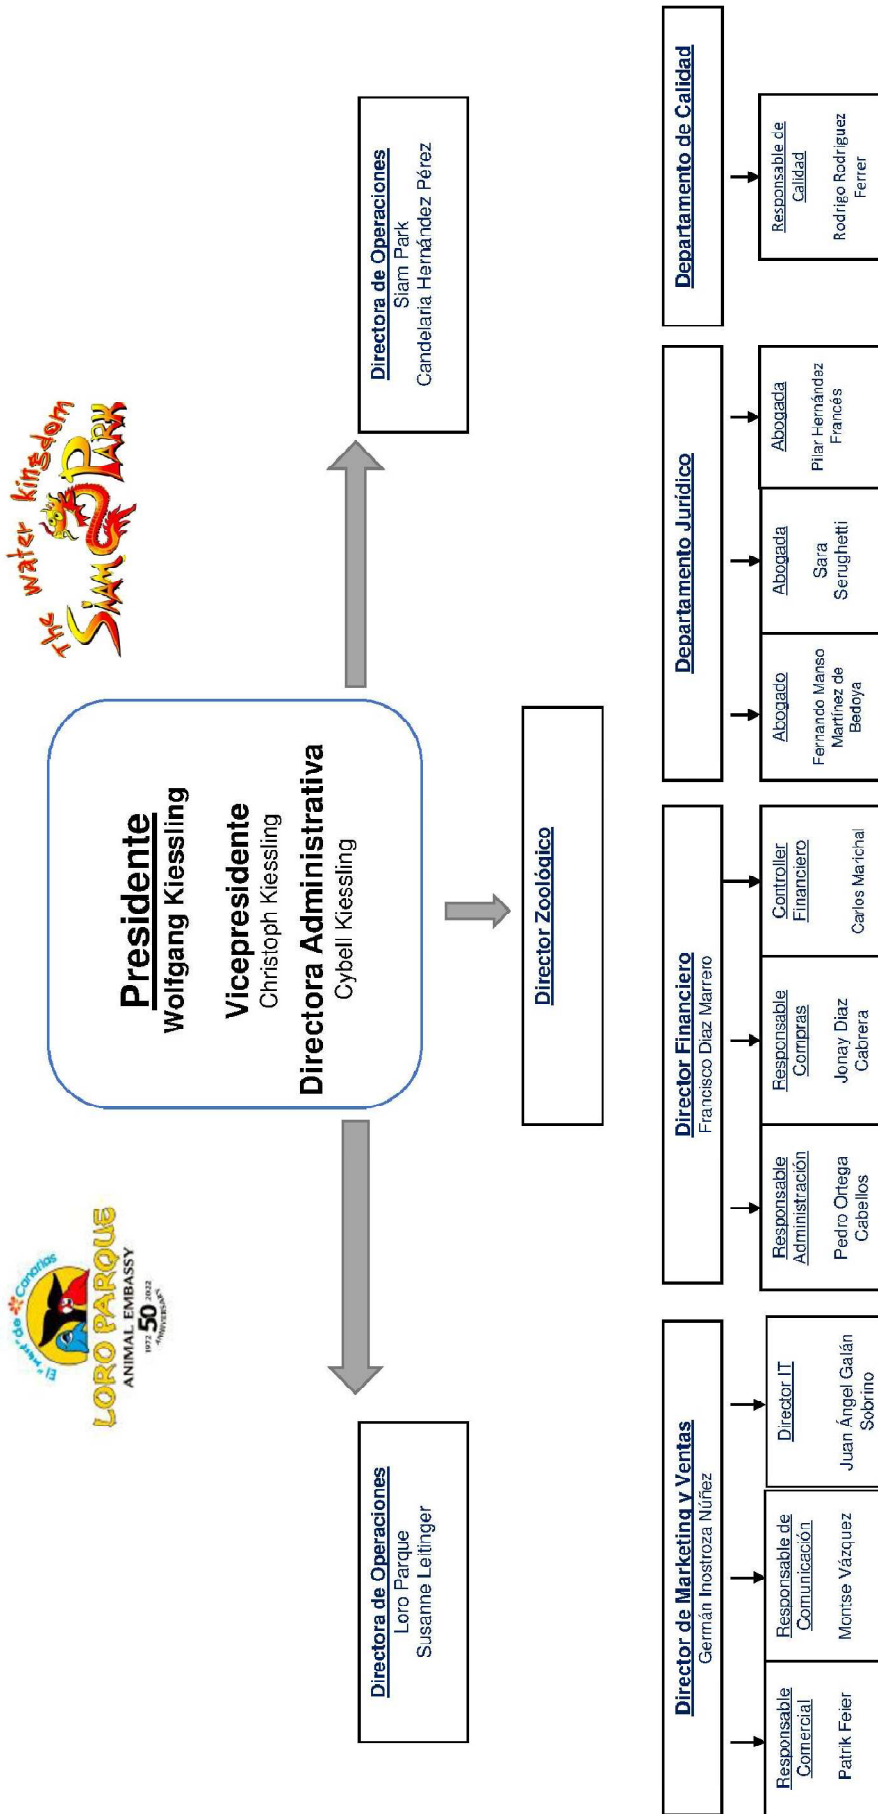 El must de Canarias
LORO PARQUE
ANIMAL EMBASSY
1972 50 2022
ANNIVERSARY
The water kingdom
SIAM PARK
Presidente
Wolfgang Kiessling
Vicepresidente
Christoph Kiessling
Directora Administrativa
Cybell Kiessling
Directora de Operaciones
Loro Parque
Susanne Leitinger
Directora de Operaciones
Siam Park
Candelaria Hernández Pérez
Director Zoológico
Director de Marketing y Ventas
Germán Inostroza Núñez
Responsable
Comercial
Patrik Feier
Responsable de
Comunicación
Montse Vázquez
Director IT
Juan Ángel Galán
Sobrino
Director Financiero
Francisco Diaz Marrero
Responsable
Administración
Pedro Ortega
Cabellos
Responsable
Compras
Jonay Diaz
Cabrera
Controller
Financiero
Carlos Marichal
Departamento Jurídico
Abogado
Fernando Manso
Martínez de
Bedoya
Abogada
Sara
Serughetti
Abogada
Pilar Hernández
Francés
Departamento de Calidad
Responsable de
Calidad
Rodrigo Rodriguez
Ferrer